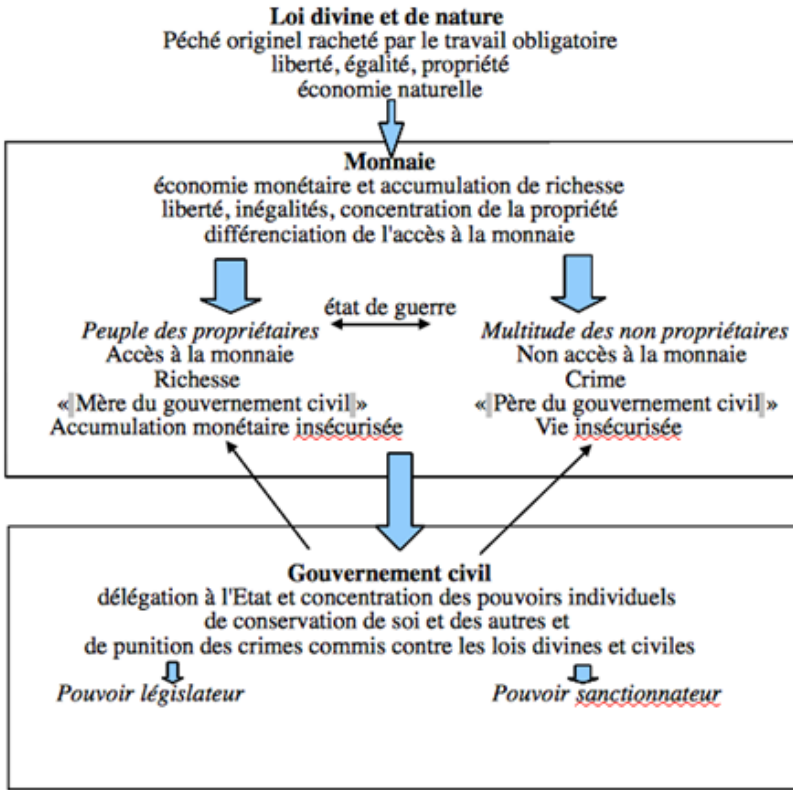 Loi divine et de nature
Péché originel racheté par le travail obligatoire
liberté, égalité, propriété
économie naturelle
Monnaie
économie monétaire et accumulation de richesse
liberté, inégalités, concentration de la propriété
différenciation de l'accès à la monnaie
état de guerre
Peuple des propriétaires
Accès à la monnaie
Richesse
« Mère du gouvernement civil »
Accumulation monétaire insécurisée
Multitude des non propriétaires
Non accès à la monnaie
Crime
« Père du gouvernement civil »
Vie insécurisée
Gouvernement civil
délégation à l'Etat et concentration des pouvoirs individuels
de conservation de soi et des autres et
de punition des crimes commis contre les lois divines et civiles
Pouvoir législateur
Pouvoir sanctionnateur